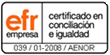 efr
empresa
certificado en
conciliación
e igualdad
039 / 01-2008 / AENOR